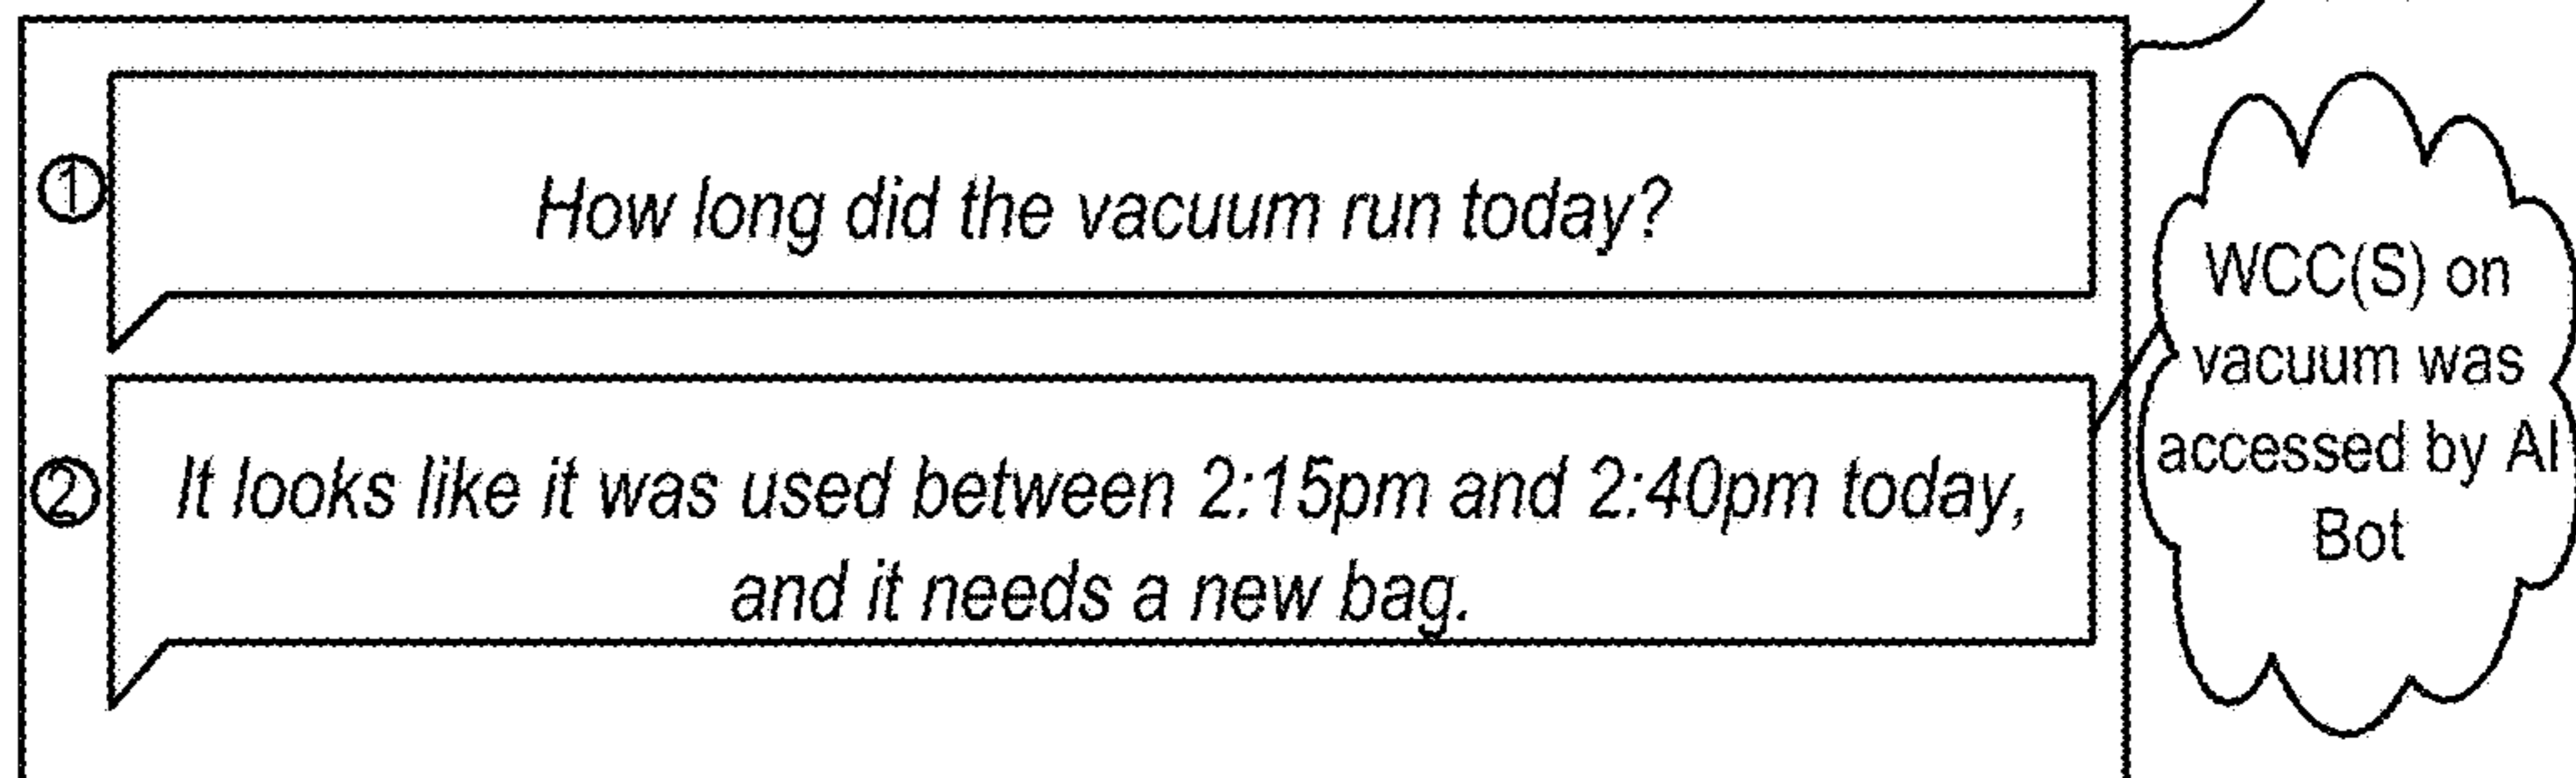 ① How long did the vacuum run today?
② It looks like it was used between 2:15pm and 2:40pm today,
and it needs a new bag.
WCC(S) on
vacuum was
accessed by AI
Bot